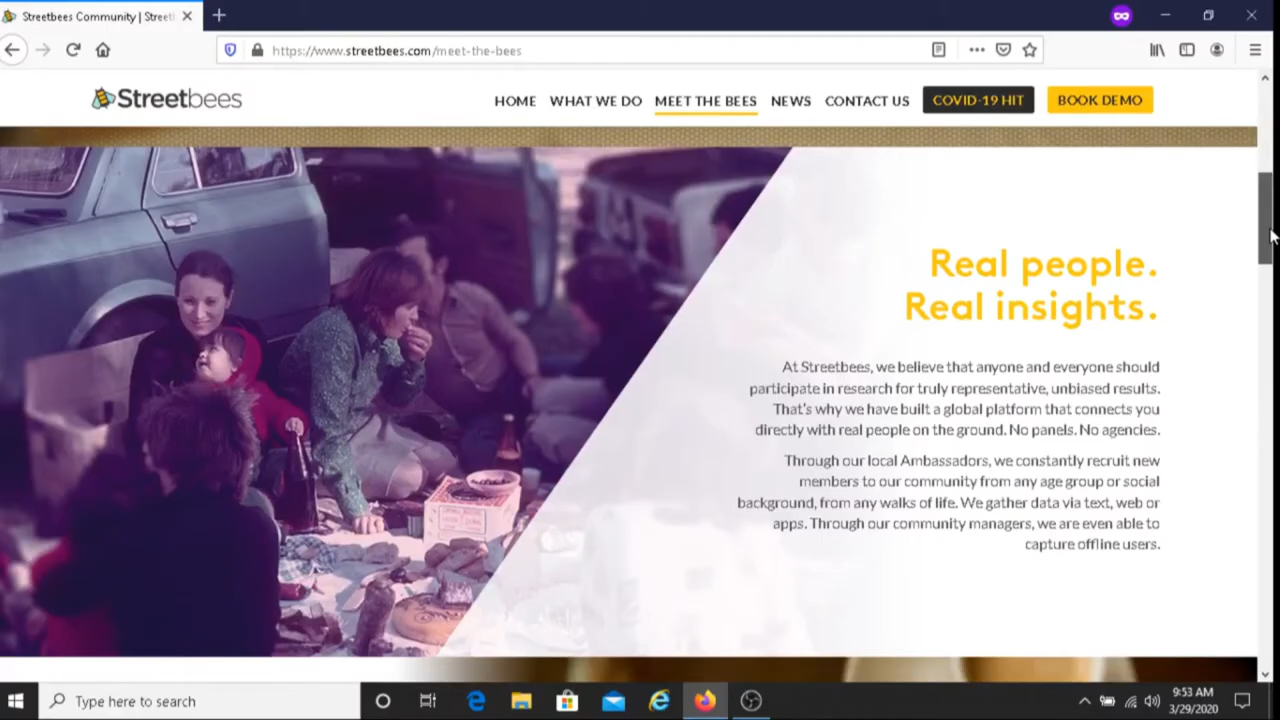 Streetbees Community | Streetb
https://www.streetbees.com/meet-the-bees
Streetbees
HOME WHAT WE DO MEET THE BEES NEWS CONTACT US COVID-19 HIT BOOK DEMO
Real people.
Real insights.
At Streetbees, we believe that anyone and everyone should
participate in research for truly representative, unbiased results.
That's why we have built a global platform that connects you
directly with real people on the ground. No panels. No agencies.
Through our local Ambassadors, we constantly recruit new
members to our community from any age group or social
background, from any walks of life. We gather data via text, web or
apps. Through our community managers, we are even able to
capture offline users.
Type here to search
9:53 AM
3/29/2020